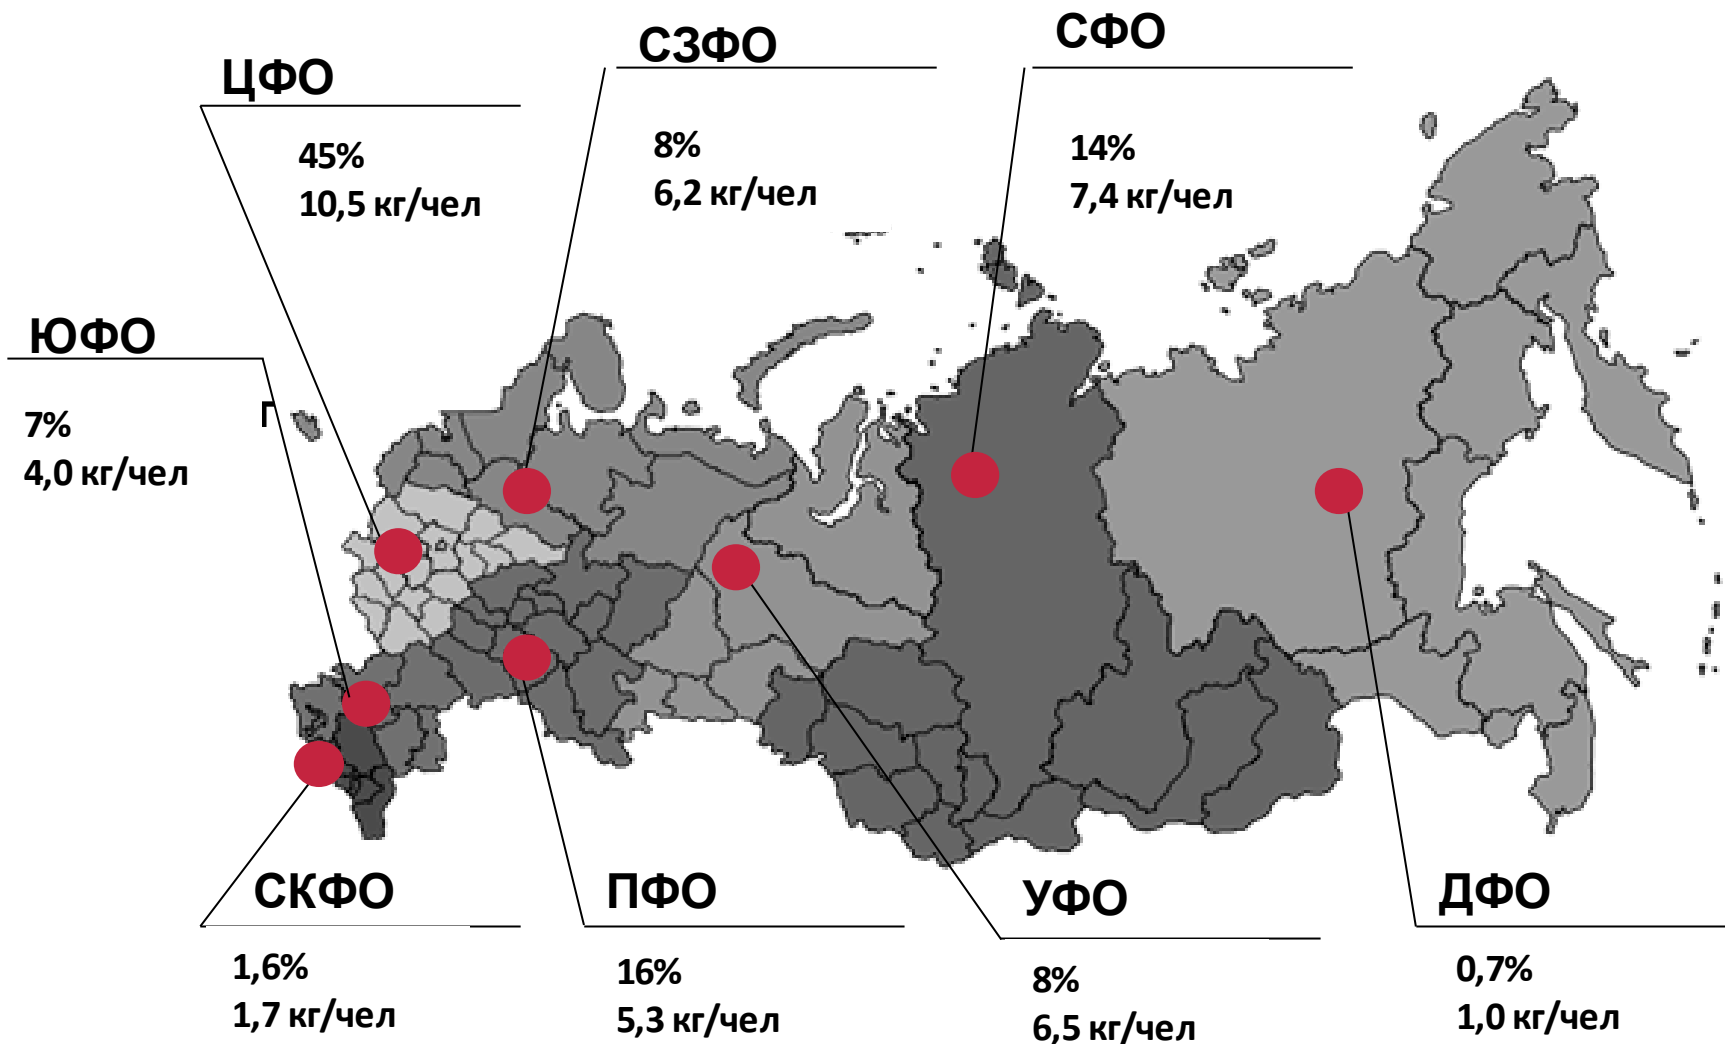 СЗФО
8%
6,2 кг/чел
СФО
14%
7,4 кг/чел
ЦФО
45%
10,5 кг/чел
ЮФО
7%
4,0 кг/чел
СКФО
1,6%
1,7 кг/чел
ПФО
16%
5,3 кг/чел
УФО
8%
6,5 кг/чел
ДФО
0,7%
1,0 кг/чел